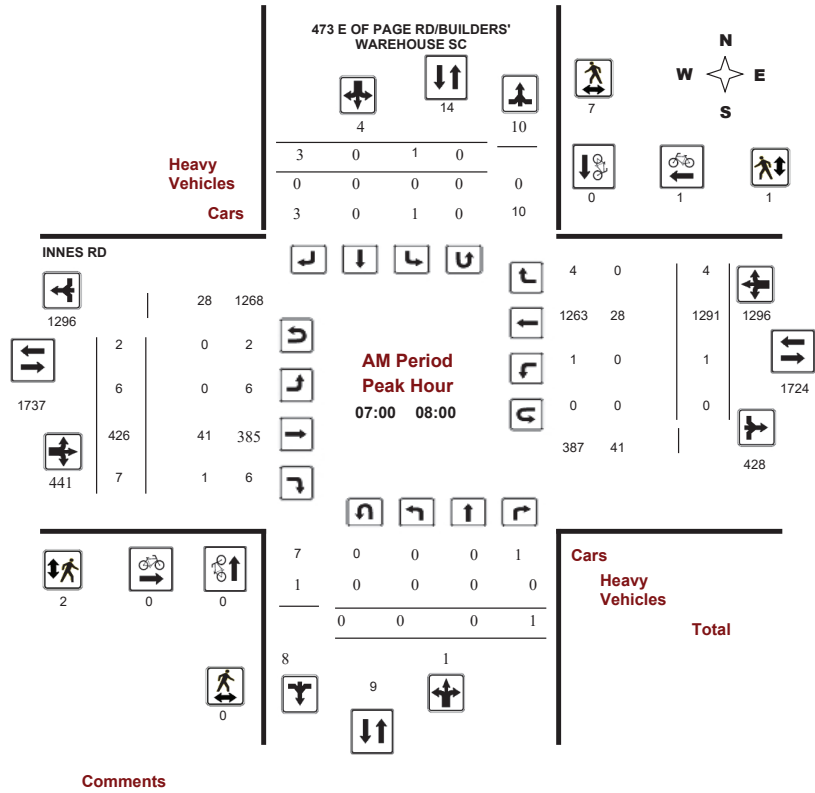 473 E OF PAGE RD/BUILDERS'
WAREHOUSE SC
N
W E
S
4
14
10
7
3 0 1 0
Heavy
Vehicles
0 0 0 0 0
Cars
3 0 1 0 10
0 1 1
INNES RD
1296
28 1268
2 0 2
6 0 6
1737
426 41 385
441
7 1 6
AM Period
Peak Hour
07:00 08:00
4 0 4
1263 28 1291 1296
1 0 1
1724
0 0 0
387 41
428
7 0 0 0 1
Cars
1 0 0 0 0
Heavy
Vehicles
0 0 0 1
Total
2 0 0
8 1
9
0
Comments